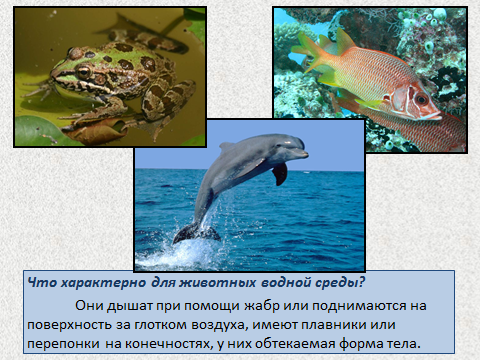 Что характерно для животных водной среды?
Они дышат при помощи жабр или поднимаются на
поверхность за глотком воздуха, имеют плавники или
перепонки на конечностях, у них обтекаемая форма тела.